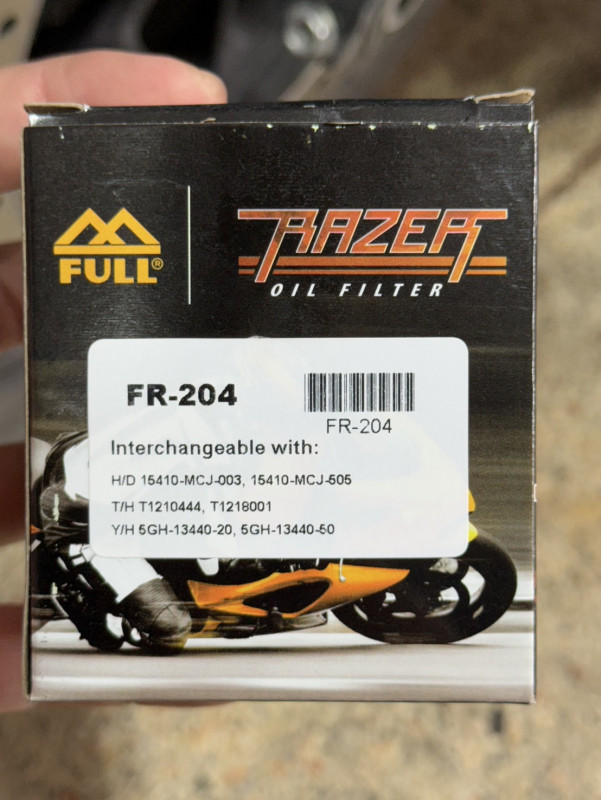 FULL®
RAZER
OIL FILTER
FR-204
FR-204
Interchangeable with:
H/D 15410-MCJ-003, 15410-MCJ-505
T/H T1210444, T1218001
Y/H 5GH-13440-20, 5GH-13440-50